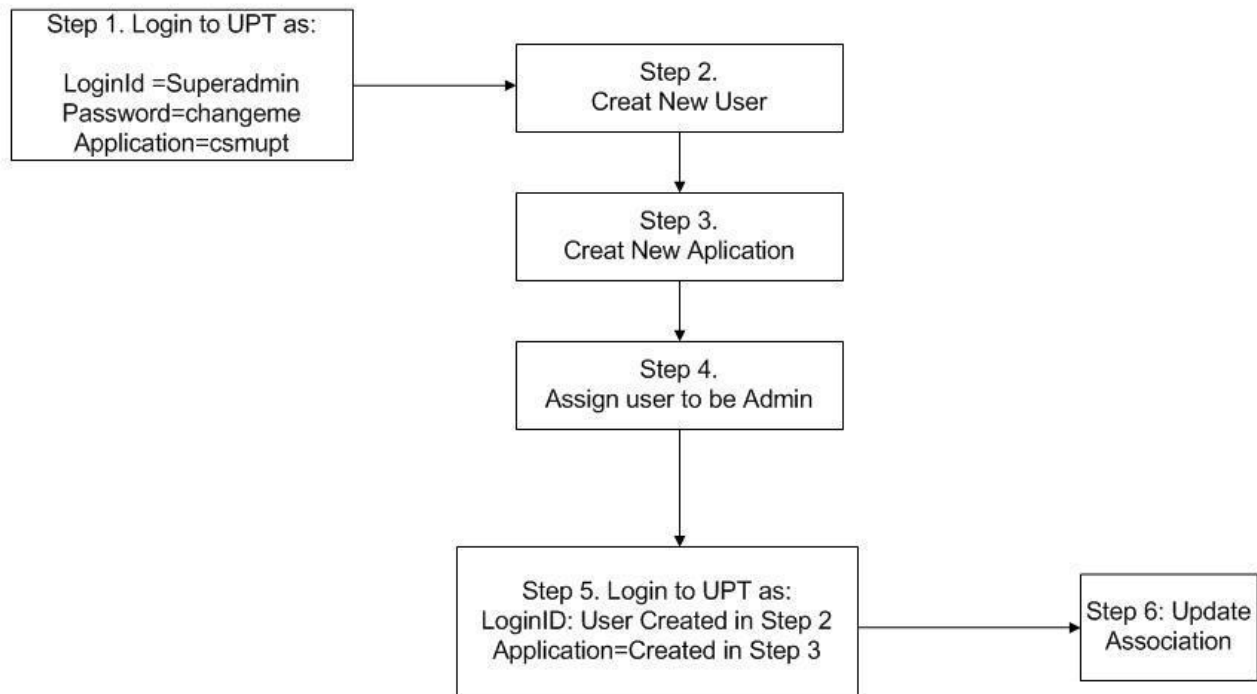 Step 1. Login to UPT as:
LoginId =Superadmin
Password=changeme
Application=csmupt
Step 2.
Creat New User
Step 3.
Creat New Aplication
Step 4.
Assign user to be Admin
Step 5. Login to UPT as:
LoginID: User Created in Step 2
Application=Created in Step 3
Step 6: Update
Association